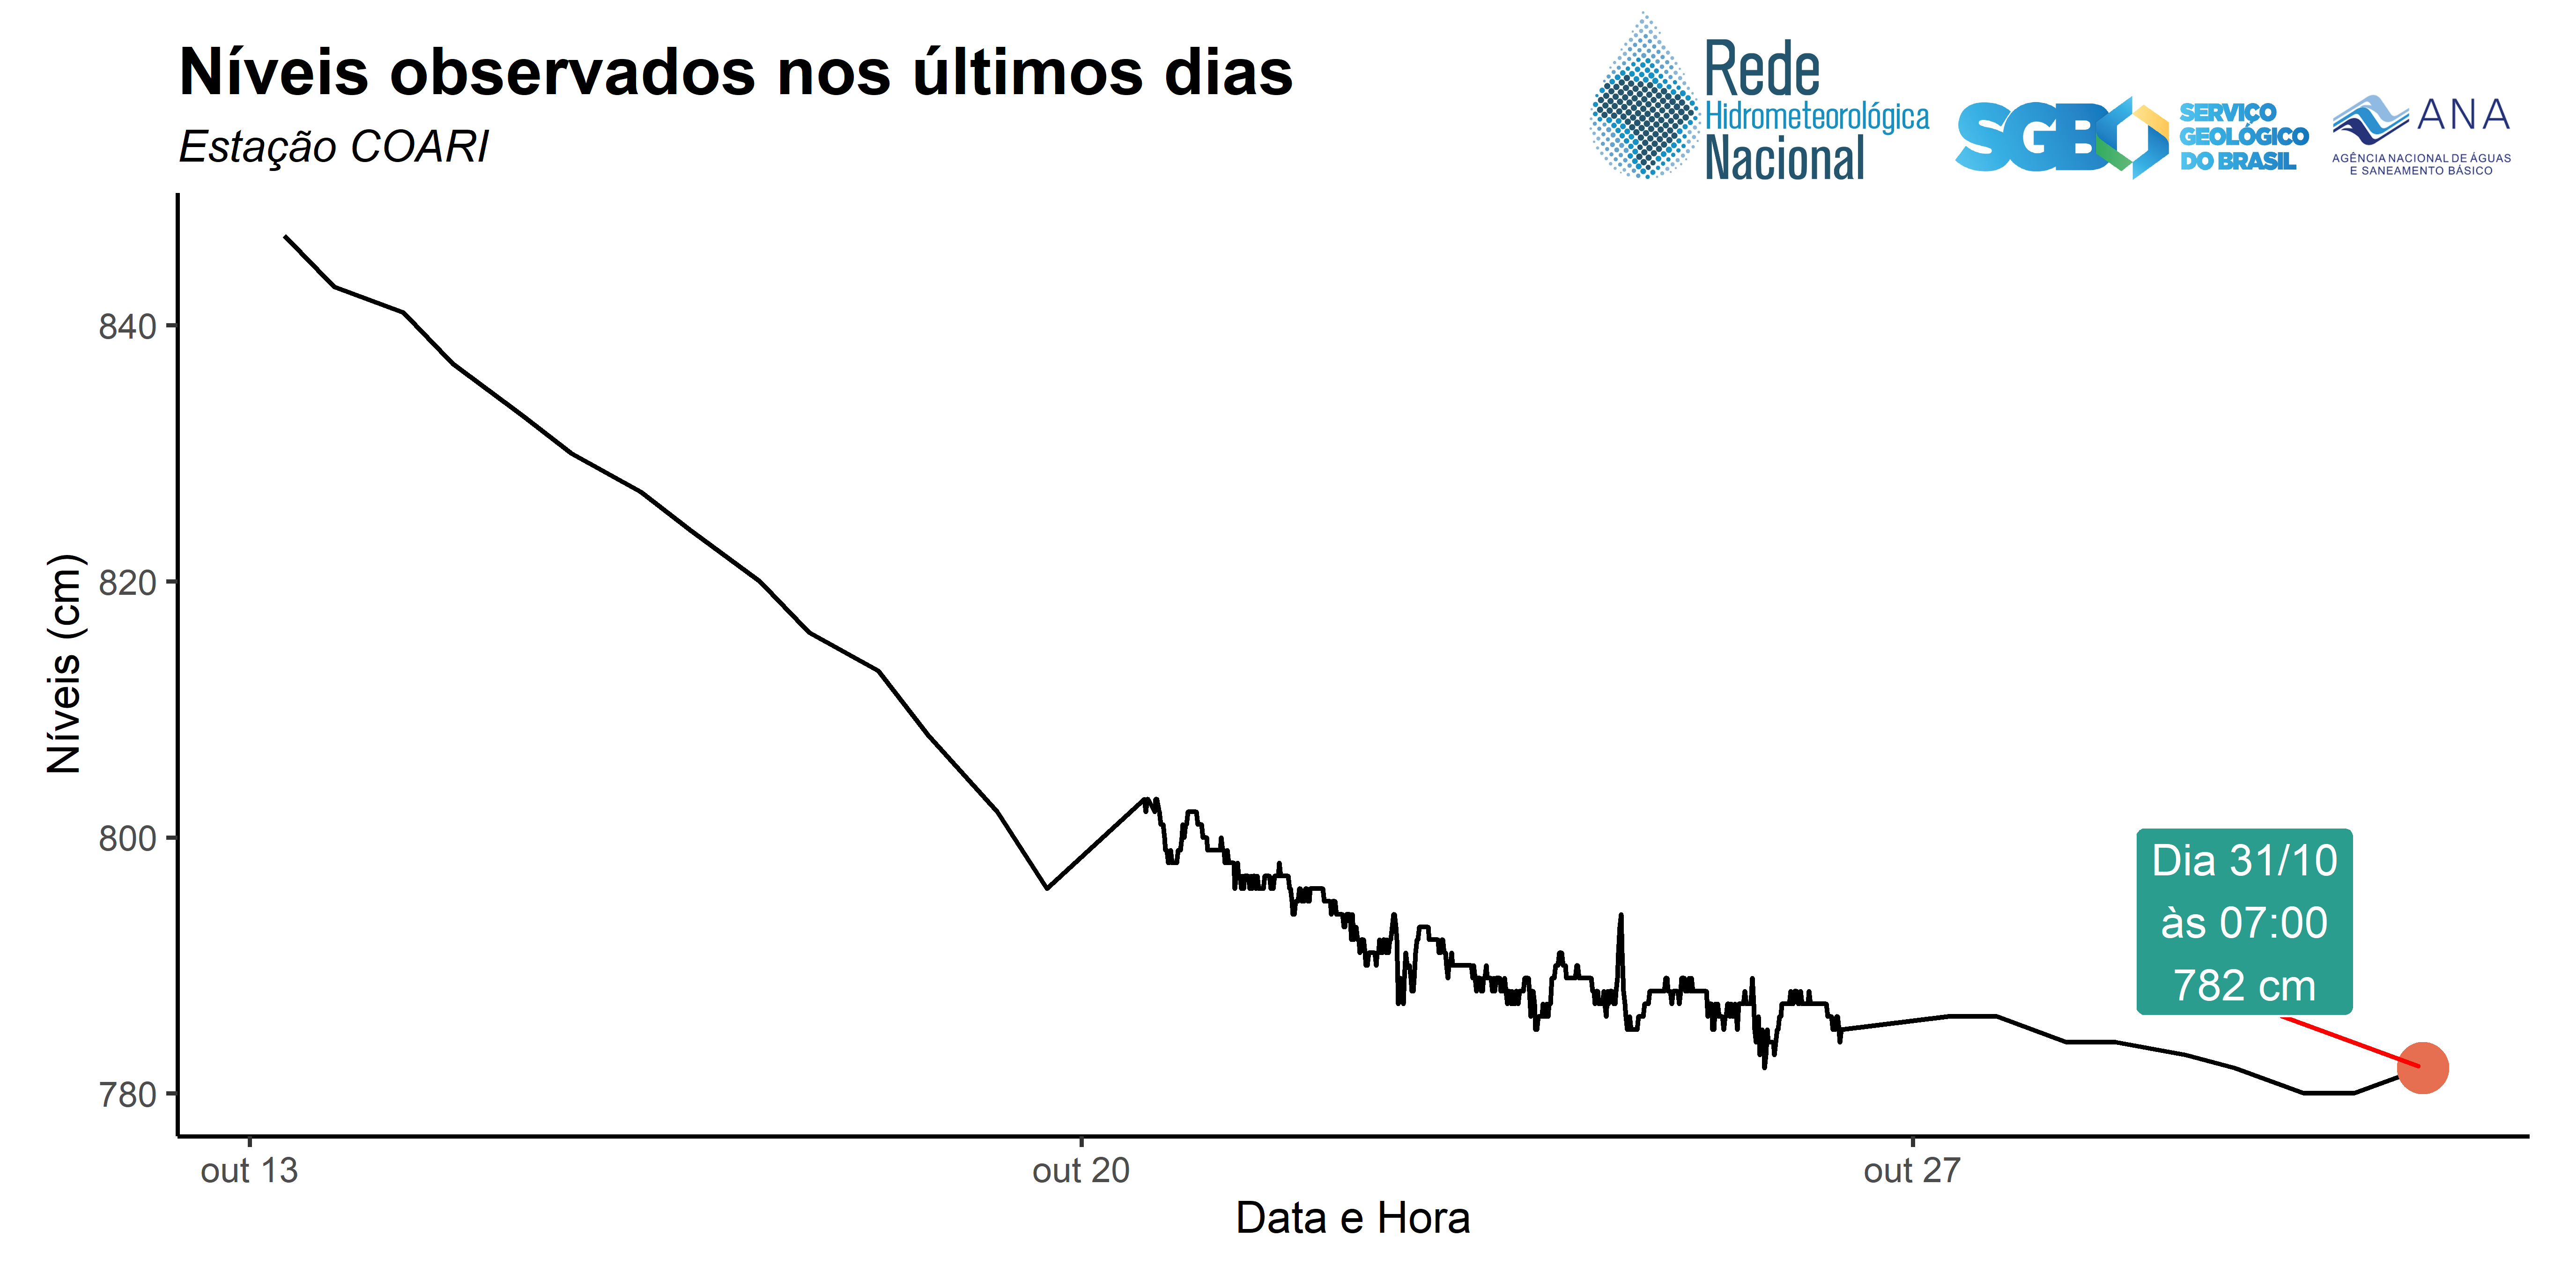 Níveis observados nos últimos dias
Estação COARI
Rede
Hidrometeorológica
Nacional
SGB
SERVIÇO
GEOLÓGICO
DO BRASIL
ANA
AGÊNCIA NACIONAL DE ÁGUAS
E SANEAMENTO BÁSICO
Níveis (cm)
840
820
800
780
Dia 31/10
às 07:00
782 cm
out 13
out 20
out 27
Data e Hora